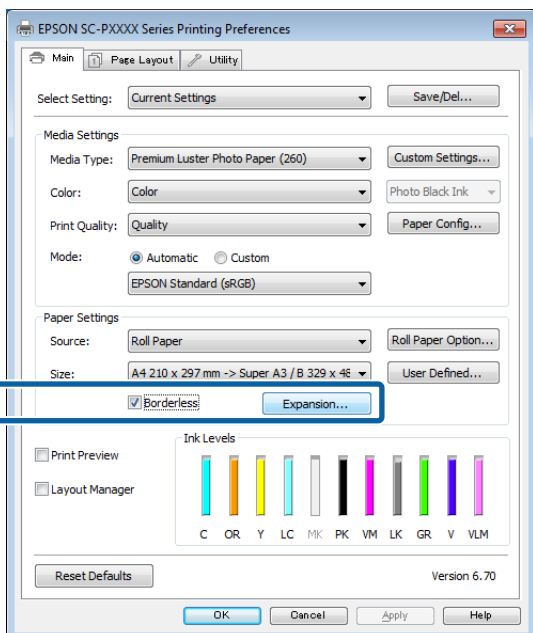 EPSON SC-PXXXX Series Printing Preferences
Main Page Layout Utility
Select Setting: Current Settings Save/Del...
Media Settings
Media Type: Premium Luster Photo Paper (260) Custom Settings...
Color: Color Photo Black Ink
Print Quality: Quality Paper Config...
Mode: Automatic Custom
EPSON Standard (sRGB)
Paper Settings
Source: Roll Paper Roll Paper Option...
Size: A4 210 x 297 mm -> Super A3 / B 329 x 48 User Defined...
Borderless Expansion...
Print Preview
Layout Manager
Ink Levels
C OR Y LC MK PK VM LK GR V VLM
Reset Defaults Version 6.70
OK Cancel Apply Help